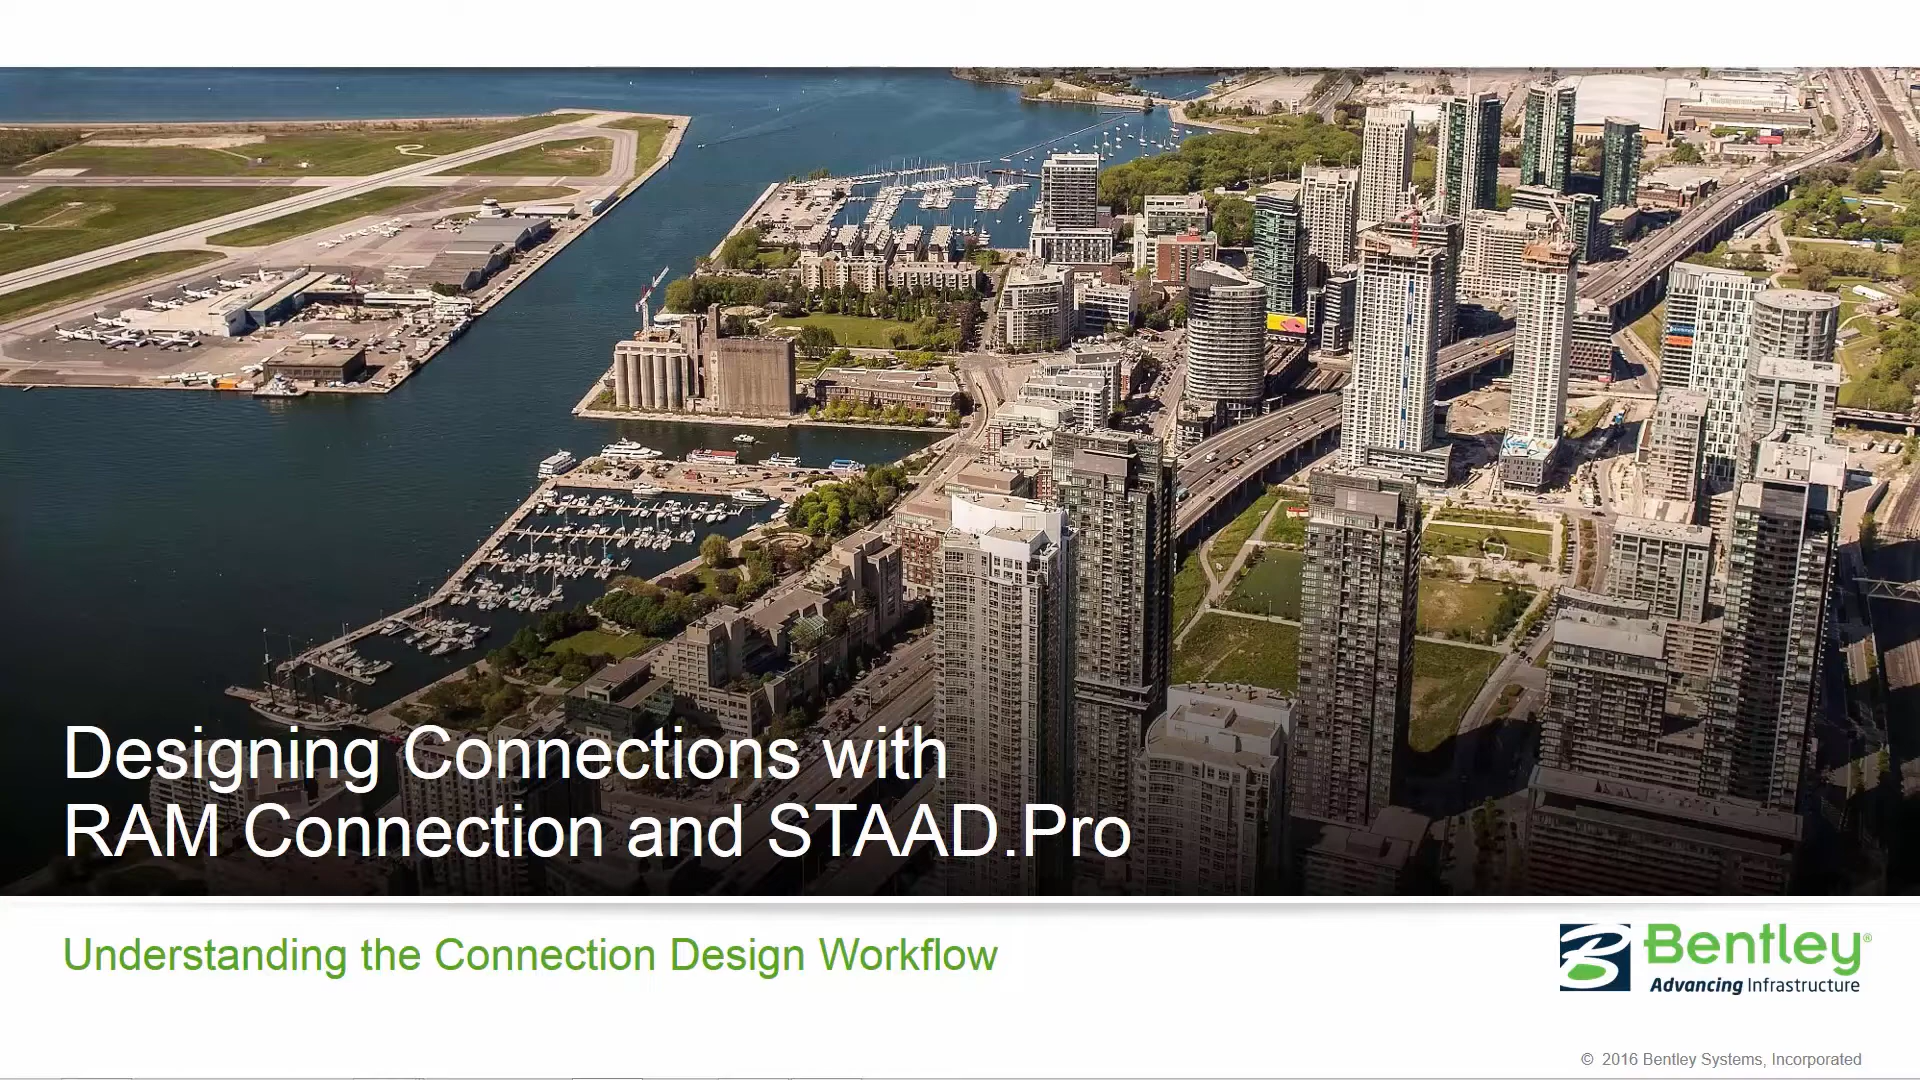 Designing Connections with
RAM Connection and STAAD.Pro
Understanding the Connection Design Workflow
Bentley®
Advancing Infrastructure
© 2016 Bentley Systems, Incorporated